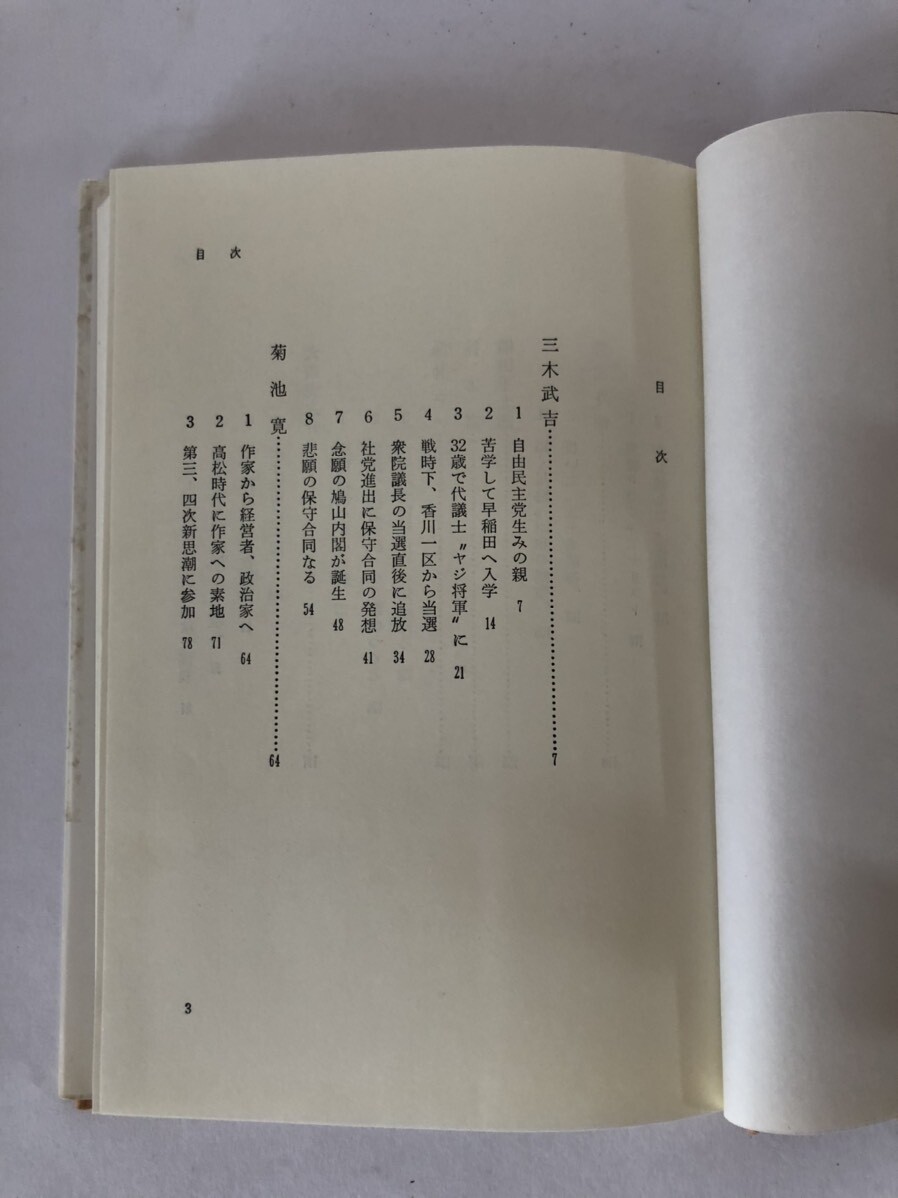 目次
目次
三木武吉……………………………………7
1 自由民主党生みの親 7
2 苦学して早稲田へ入学 14
3 32歳で代議士〝ヤジ将軍〟に 21
4 戦時下、香川一区から当選 28
5 衆院議長の当選直後に追放 34
6 社党進出に保守合同の発想 41
7 念願の鳩山内閣が誕生 48
8 悲願の保守合同なる 54
菊池寛……………………………………64
1 作家から経営者、政治家へ 64
2 高松時代に作家への素地 71
3 第三、四次新思潮に参加 78
3